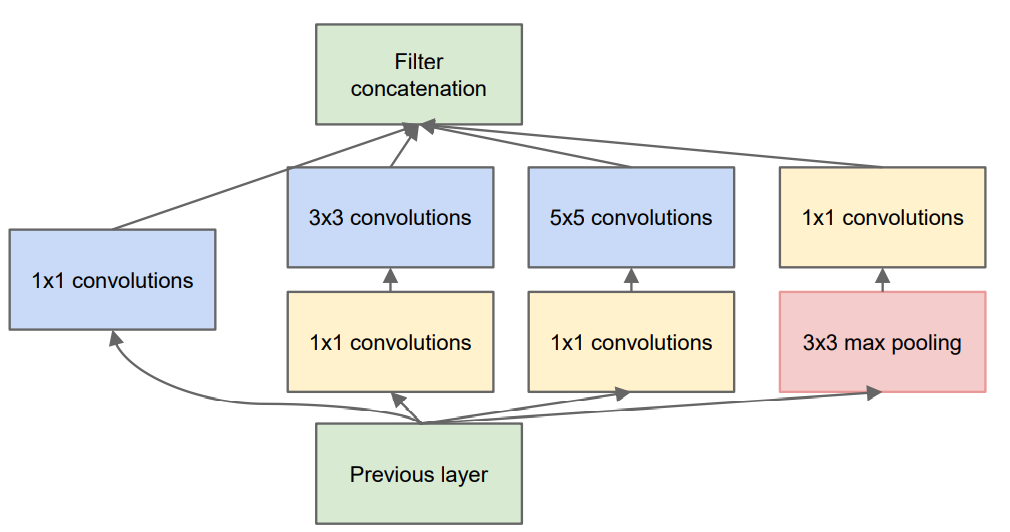 Filter
concatenation
3x3 convolutions
5x5 convolutions
1x1 convolutions
1x1 convolutions
1x1 convolutions
1x1 convolutions
3x3 max pooling
Previous layer